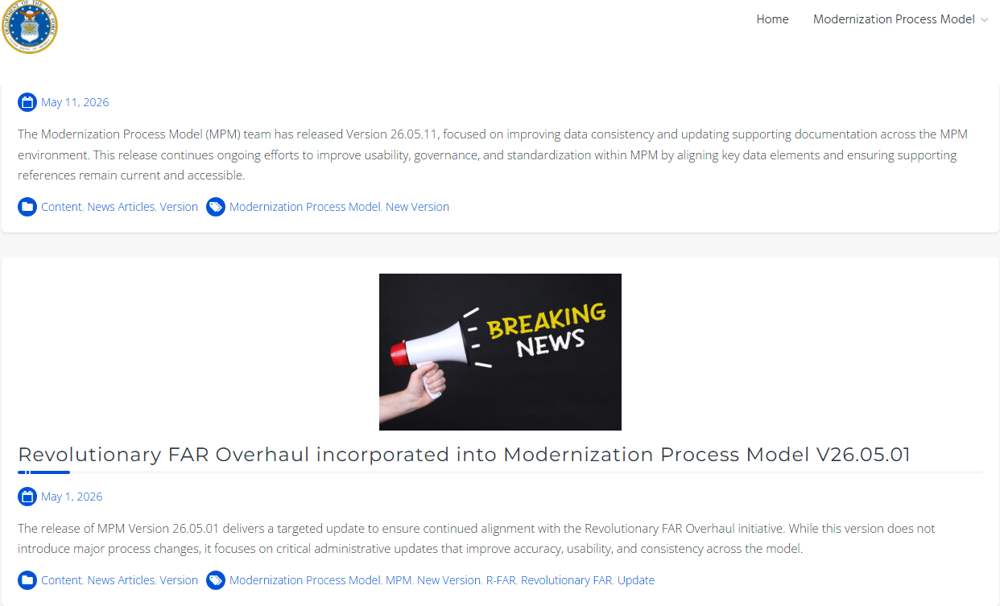 DEPARTMENT OF THE AIR FORCE
Home
Modernization Process Model
May 11, 2026
The Modernization Process Model (MPM) team has released Version 26.05.11, focused on improving data consistency and updating supporting documentation across the MPM
environment. This release continues ongoing efforts to improve usability, governance, and standardization within MPM by aligning key data elements and ensuring supporting
references remain current and accessible.
Content, News Articles, Version Modernization Process Model, New Version
BREAKING
NEWS
Revolutionary FAR Overhaul incorporated into Modernization Process Model V26.05.01
May 1, 2026
The release of MPM Version 26.05.01 delivers a targeted update to ensure continued alignment with the Revolutionary FAR Overhaul initiative. While this version does not
introduce major process changes, it focuses on critical administrative updates that improve accuracy, usability, and consistency across the model.
Content, News Articles, Version Modernization Process Model, MPM, New Version, R-FAR, Revolutionary FAR, Update